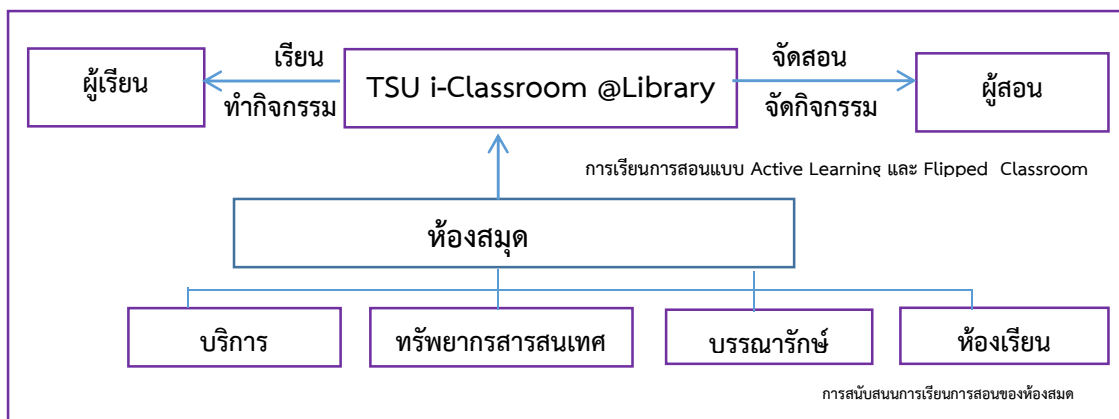 เรียน
จัดสอน
ผู้เรียน
TSU i-Classroom @Library
ผู้สอน
ทำกิจกรรม
จัดกิจกรรม
การเรียนการสอนแบบ Active Learning และ Flipped Classroom
ห้องสมุด
บริการ
ทรัพยากรสารสนเทศ
บรรณารักษ์
ห้องเรียน
การสนับสนนการเรียนการสอนของห้องสมด